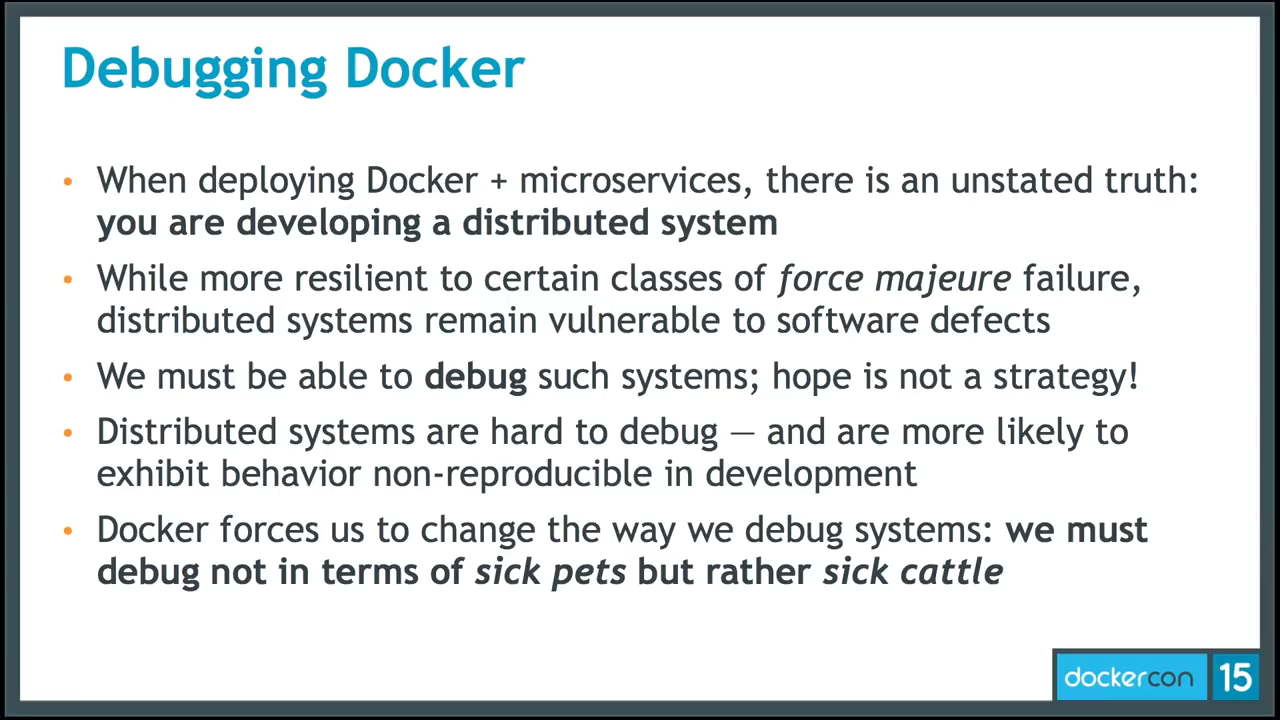 Debugging Docker
• When deploying Docker + microservices, there is an unstated truth:
you are developing a distributed system
• While more resilient to certain classes of force majeure failure,
distributed systems remain vulnerable to software defects
• We must be able to debug such systems; hope is not a strategy!
• Distributed systems are hard to debug — and are more likely to
exhibit behavior non-reproducible in development
• Docker forces us to change the way we debug systems: we must
debug not in terms of sick pets but rather sick cattle
dockercon 15